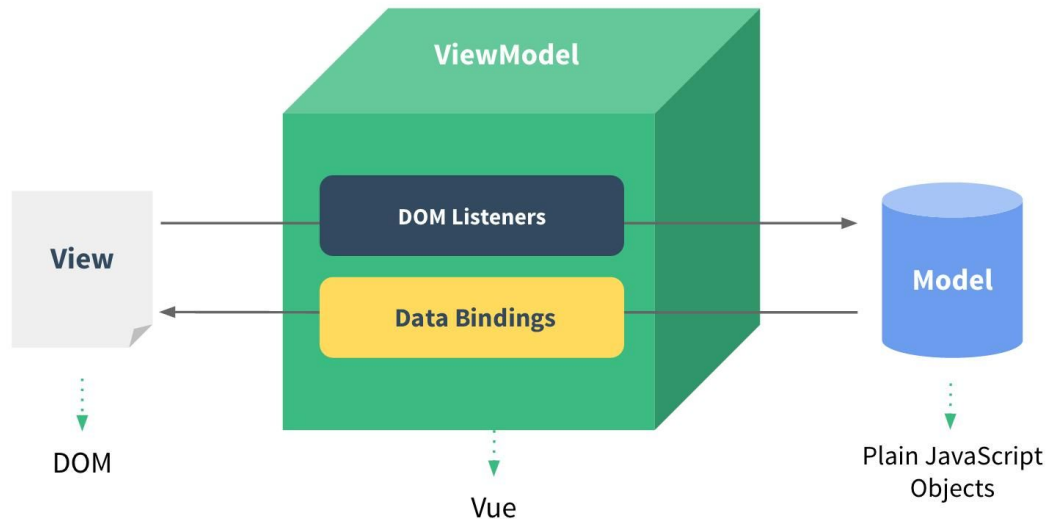 ViewModel
DOM Listeners
View
Model
Data Bindings
DOM
Plain JavaScript
Objects
Vue